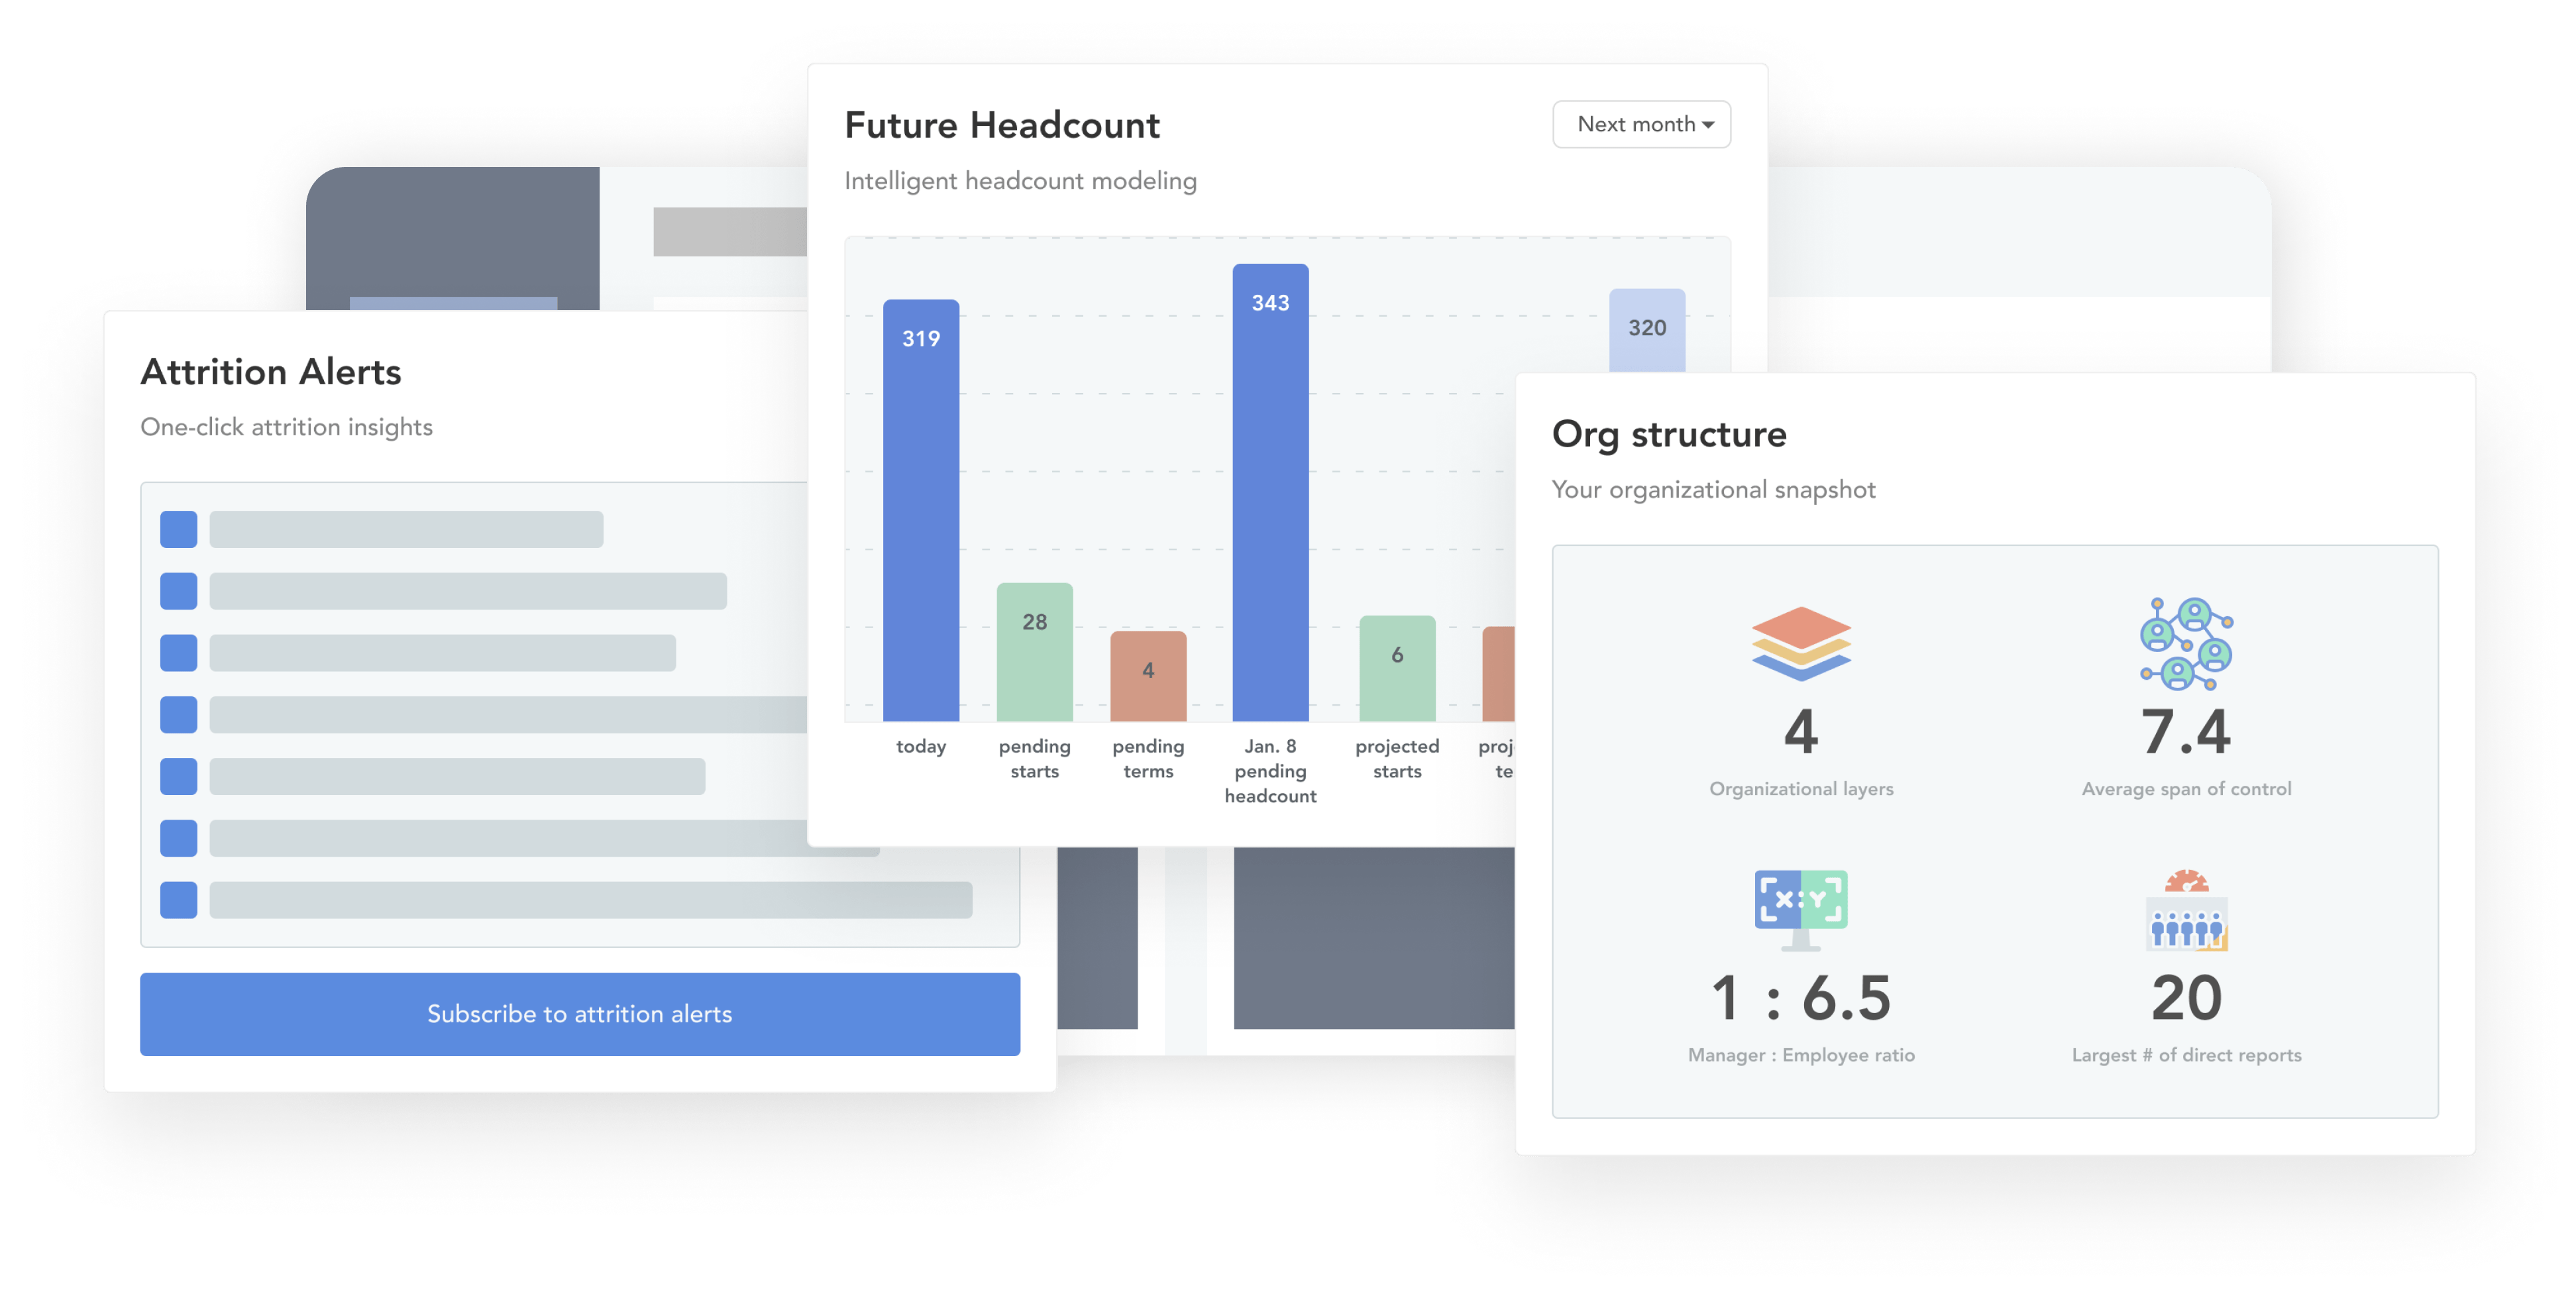 Future Headcount
Next month
Intelligent headcount modeling
319
28
4
343
6
320
today
pending
starts
pending
terms
Jan. 8
pending
headcount
projected
starts
Attrition Alerts
One-click attrition insights
Subscribe to attrition alerts
Org structure
Your organizational snapshot
4
Organizational layers
7.4
Average span of control
X:Y
1 : 6.5
Manager : Employee ratio
20
Largest # of direct reports